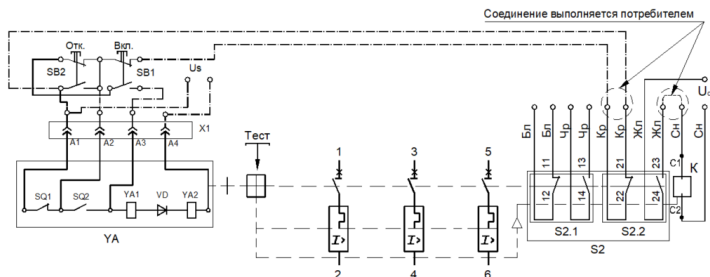 Соединение выполняется потребителем
Отк. Вкл.
SB2 SB1 Us
X1
A1 A2 A3 A4
SQ1 SQ2 YA1 VD YA2
YA
Тест
1 3 5
I> I> I>
2 4 6
Бл Бл Чр Чр Кр Кр Жл Жл Сн Сн
11 13 21 23
12 14 22 24
C1
K
C2
S2.1 S2.2
S2